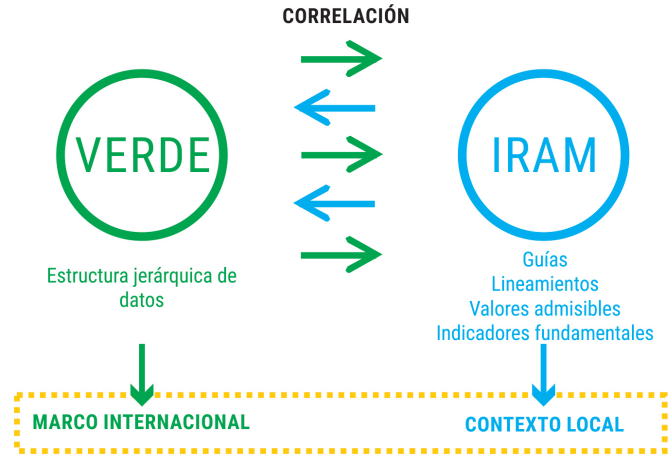 CORRELACIÓN
VERDE
IRAM
Estructura jerárquica de
datos
Guías
Lineamientos
Valores admisibles
Indicadores fundamentales
MARCO INTERNACIONAL
CONTEXTO LOCAL